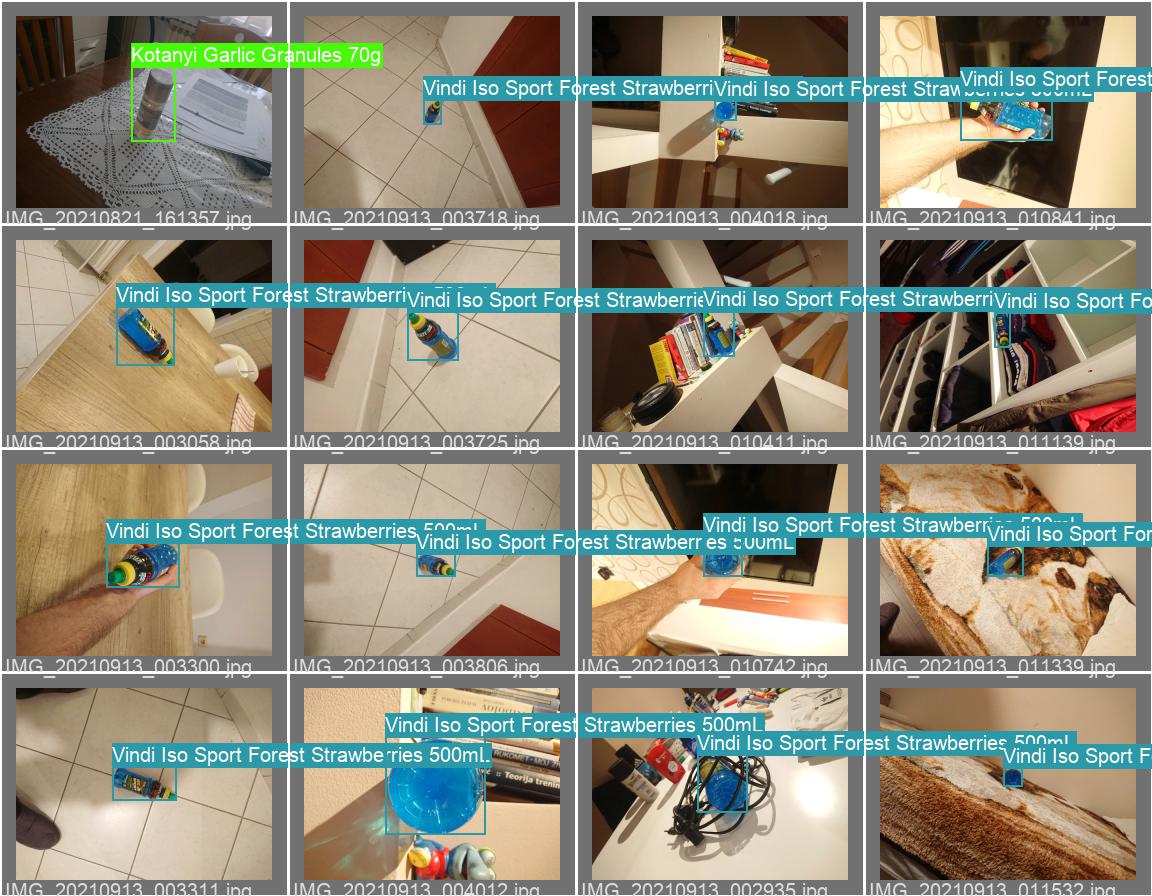 Kotanyi Garlic Granules 70g
Vindi Iso Sport Forest Strawberri
Vindi Iso Sport Forest Straw
Vindi Iso Sport Forest
IMG_20210821_161357.jpg
IMG_20210913_003718.jpg
IMG_20210913_004018.jpg
IMG_20210913_010841.jpg
Vindi Iso Sport Forest Strawberri
Vindi Iso Sport Forest Strawberrie
Vindi Iso Sport Forest Strawberri
Vindi Iso Sport Fo
IMG_20210913_003058.jpg
IMG_20210913_003725.jpg
IMG_20210913_010411.jpg
IMG_20210913_011139.jpg
Vindi Iso Sport Forest Strawberries 500mL
Vindi Iso Sport Forest Strawberries 500mL
Vindi Iso Sport Forest Strawberries 500mL
Vindi Iso Sport For
IMG_20210913_003300.jpg
IMG_20210913_003806.jpg
IMG_20210913_010742.jpg
IMG_20210913_011339.jpg
Vindi Iso Sport Forest Strawberries 500mL
Vindi Iso Sport Forest Strawberries 500mL
Vindi Iso Sport Forest Strawberries 500mL
Vindi Iso Sport F
Teorija trenin
IMG_20210913_003311.jpg
IMG_20210913_004012.jpg
IMG_20210913_002935.jpg